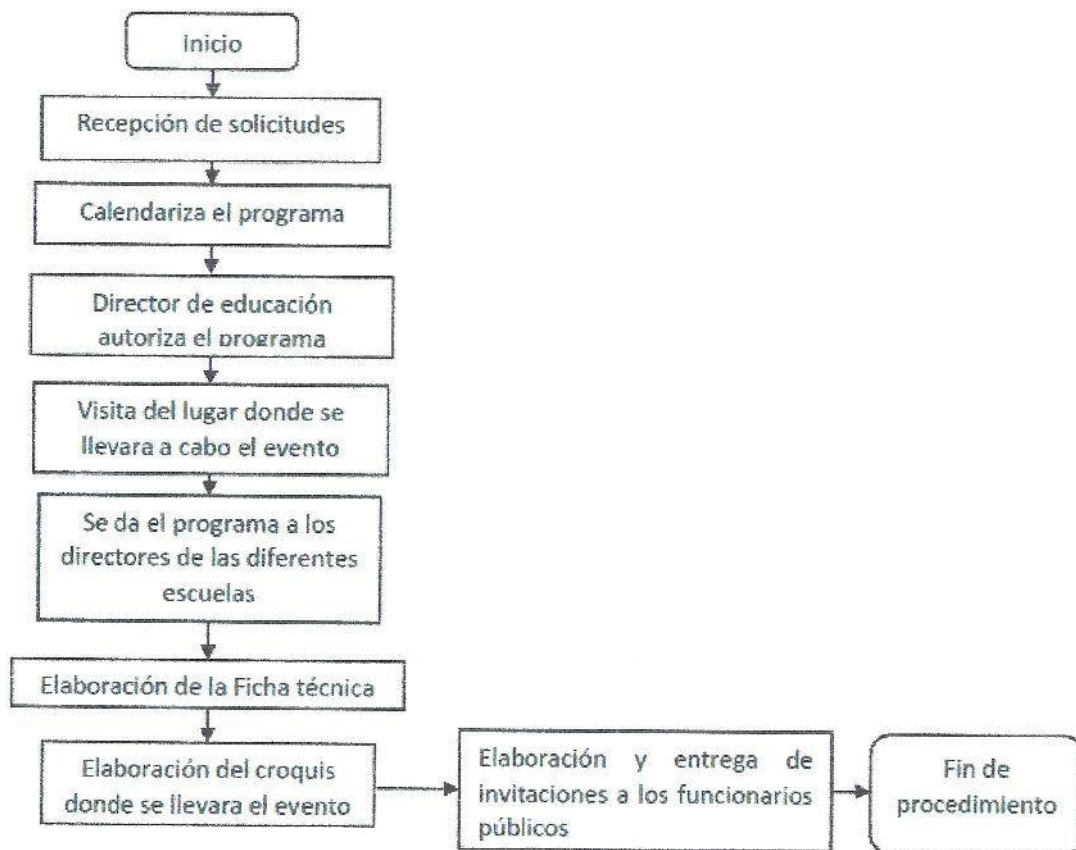 Inicio
Recepción de solicitudes
Calendariza el programa
Director de educación
autoriza el programa
Visita del lugar donde se
llevara a cabo el evento
Se da el programa a los
directores de las diferentes
escuelas
Elaboración de la Ficha técnica
Elaboración del croquis
donde se llevara el evento
Elaboración y entrega de
invitaciones a los funcionarios
públicos
Fin de
procedimiento